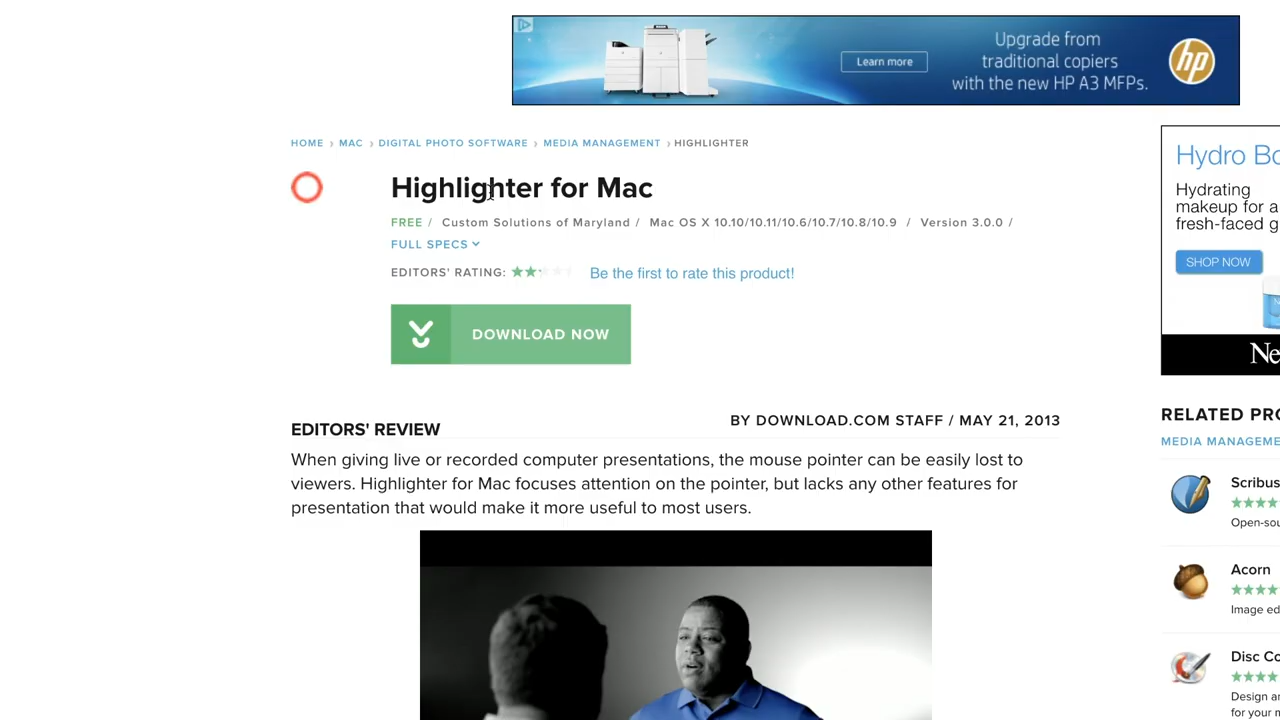 Upgrade from
traditional copiers
with the new HP A3 MFPs.
Learn more
hp
HOME › MAC › DIGITAL PHOTO SOFTWARE › MEDIA MANAGEMENT › HIGHLIGHTER
Highlighter for Mac
FREE / Custom Solutions of Maryland / Mac OS X 10.10/10.11/10.6/10.7/10.8/10.9 / Version 3.0.0 /
FULL SPECS
EDITORS' RATING: Be the first to rate this product!
DOWNLOAD NOW
EDITORS' REVIEW
BY DOWNLOAD.COM STAFF / MAY 21, 2013
When giving live or recorded computer presentations, the mouse pointer can be easily lost to
viewers. Highlighter for Mac focuses attention on the pointer, but lacks any other features for
presentation that would make it more useful to most users.
Hydro Bo
Hydrating
makeup for a
fresh-faced g
SHOP NOW
Ne
RELATED PRO
MEDIA MANAGEME
Scribus
Open-sou
Acorn
Image ed
Disc Co
Design an
for your m